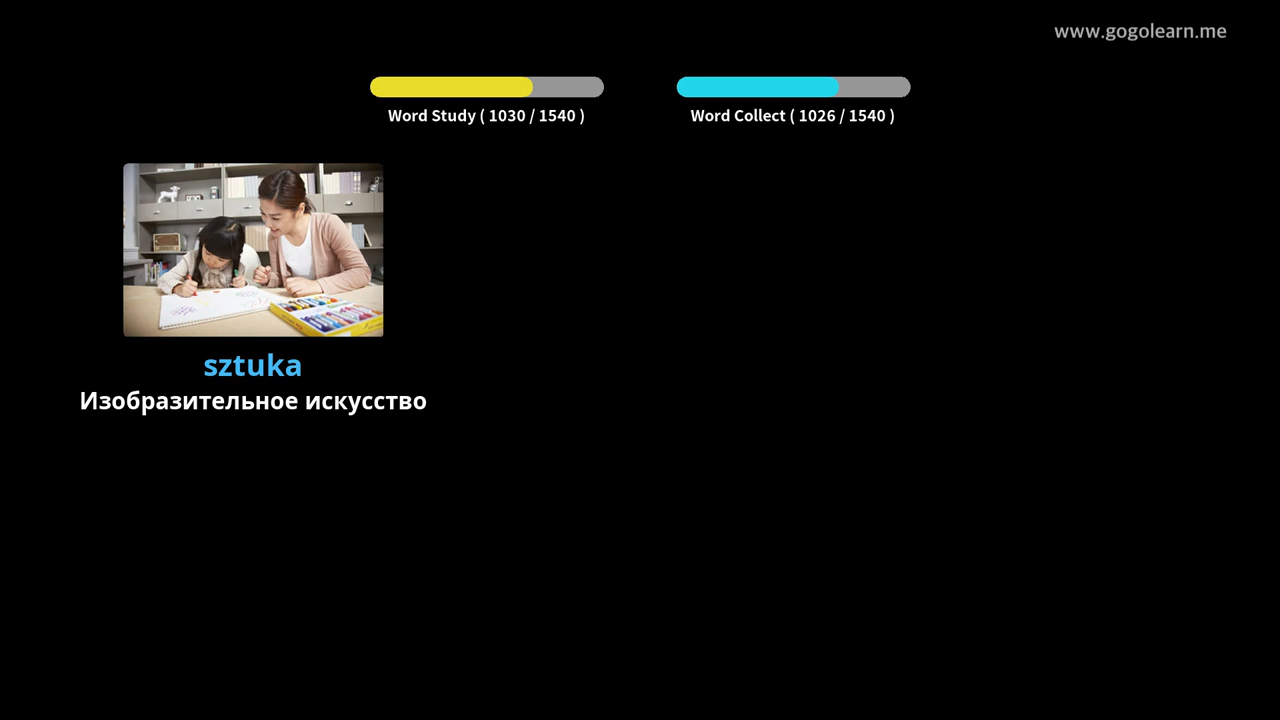 www.gogolearn.me
Word Study ( 1030 / 1540 )
Word Collect ( 1026 / 1540 )
sztuka
Изобразительное искусство